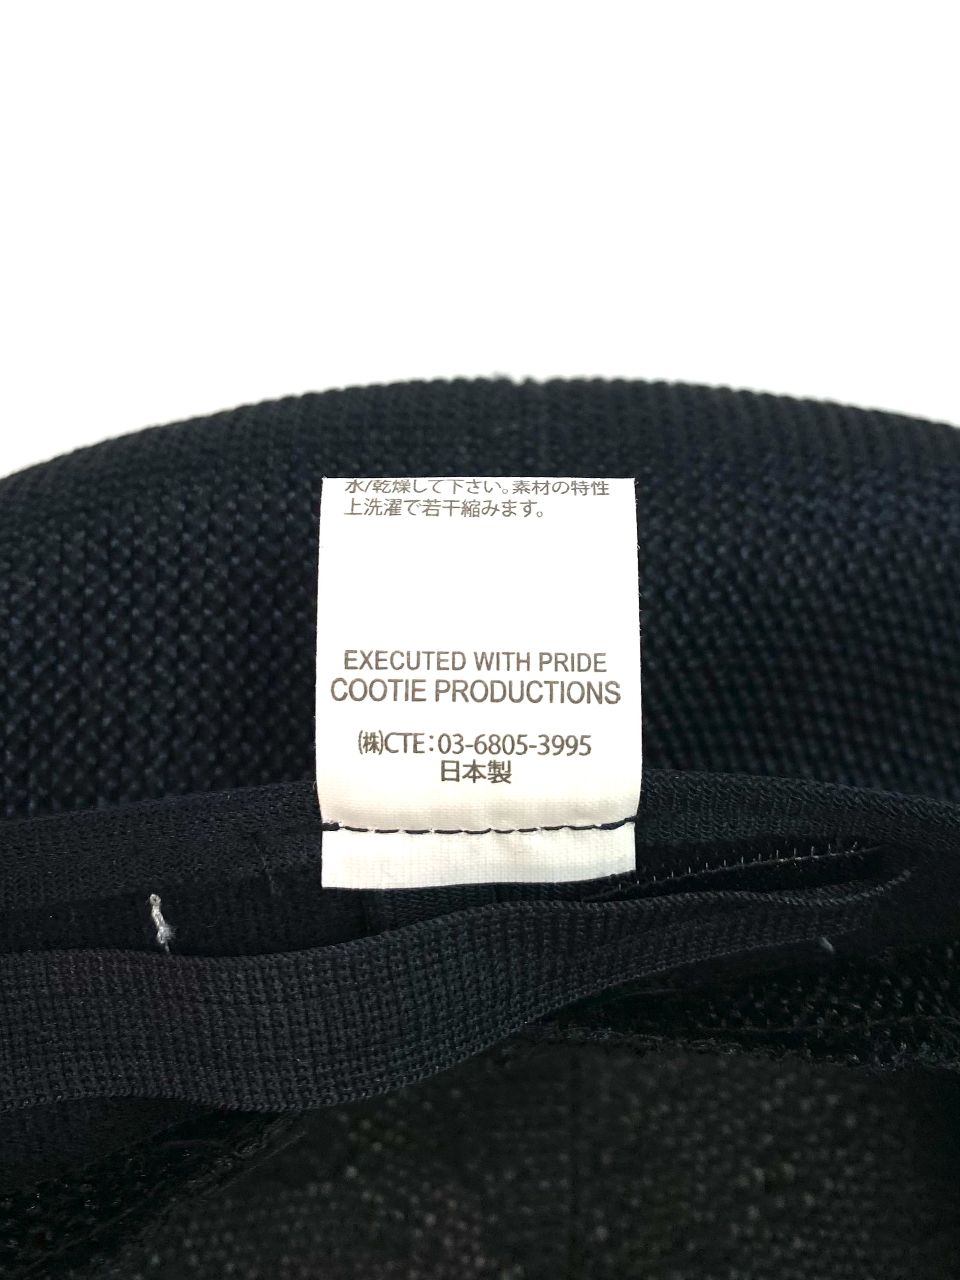 水/乾燥して下さい。素材の特性
上洗濯で若干縮みます。
EXECUTED WITH PRIDE
COOTIE PRODUCTIONS
㈱CTE：03-6805-3995
日本製